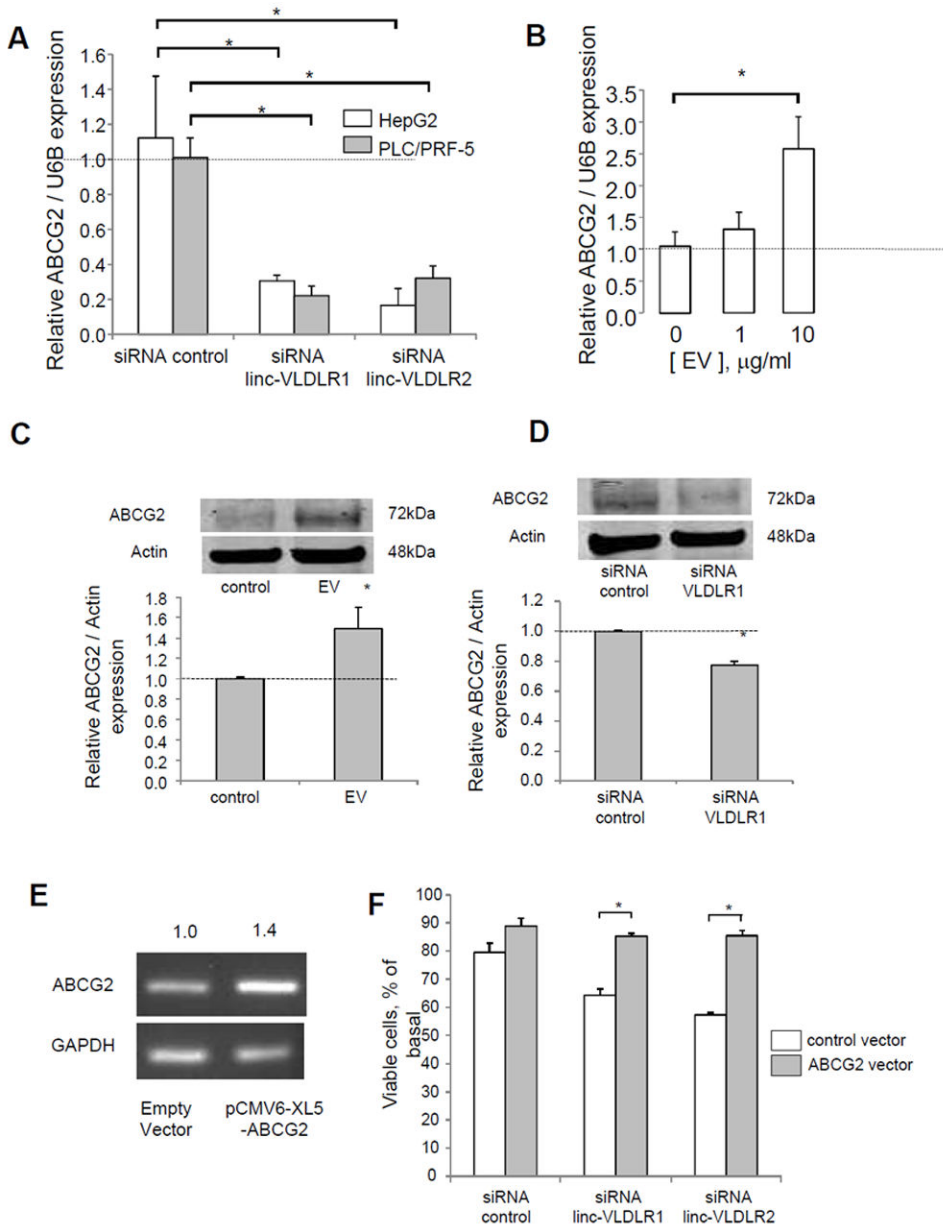 A
Relative ABCG2 / U6B expression
1.6
1.4
1.2
1.0
0.8
0.6
0.4
0.2
0.0
*
*
*
*
HepG2
PLC/PRF-5
siRNA control
siRNA
linc-VLDLR1
siRNA
linc-VLDLR2
B
Relative ABCG2 / U6B expression
3.5
3.0
2.5
2.0
1.5
1.0
0.5
0.0
*
0
1
10
[ EV ], μg/ml
C
ABCG2
72kDa
Actin
48kDa
control
EV
*
Relative ABCG2 / Actin
expression
1.8
1.6
1.4
1.2
1.0
0.8
0.6
0.4
0.2
0.0
control
EV
D
ABCG2
72kDa
Actin
48kDa
siRNA
control
siRNA
VLDLR1
Relative ABCG2 / Actin
expression
1.2
1.0
0.8
0.6
0.4
0.2
0.0
*
siRNA
control
siRNA
VLDLR1
E
1.0
1.4
ABCG2
GAPDH
Empty
Vector
pCMV6-XL5
-ABCG2
F
Viable cells, % of
basal
100
90
80
70
60
50
40
30
20
10
0
*
*
control vector
ABCG2 vector
siRNA
control
siRNA
linc-VLDLR1
siRNA
linc-VLDLR2